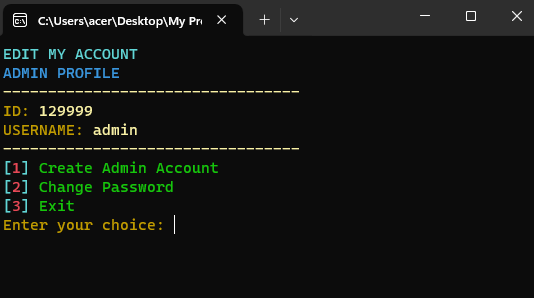 C:\Users\acer\Desktop\My Pro
EDIT MY ACCOUNT
ADMIN PROFILE
---------------------------------
ID: 129999
USERNAME: admin
---------------------------------
[1] Create Admin Account
[2] Change Password
[3] Exit
Enter your choice: